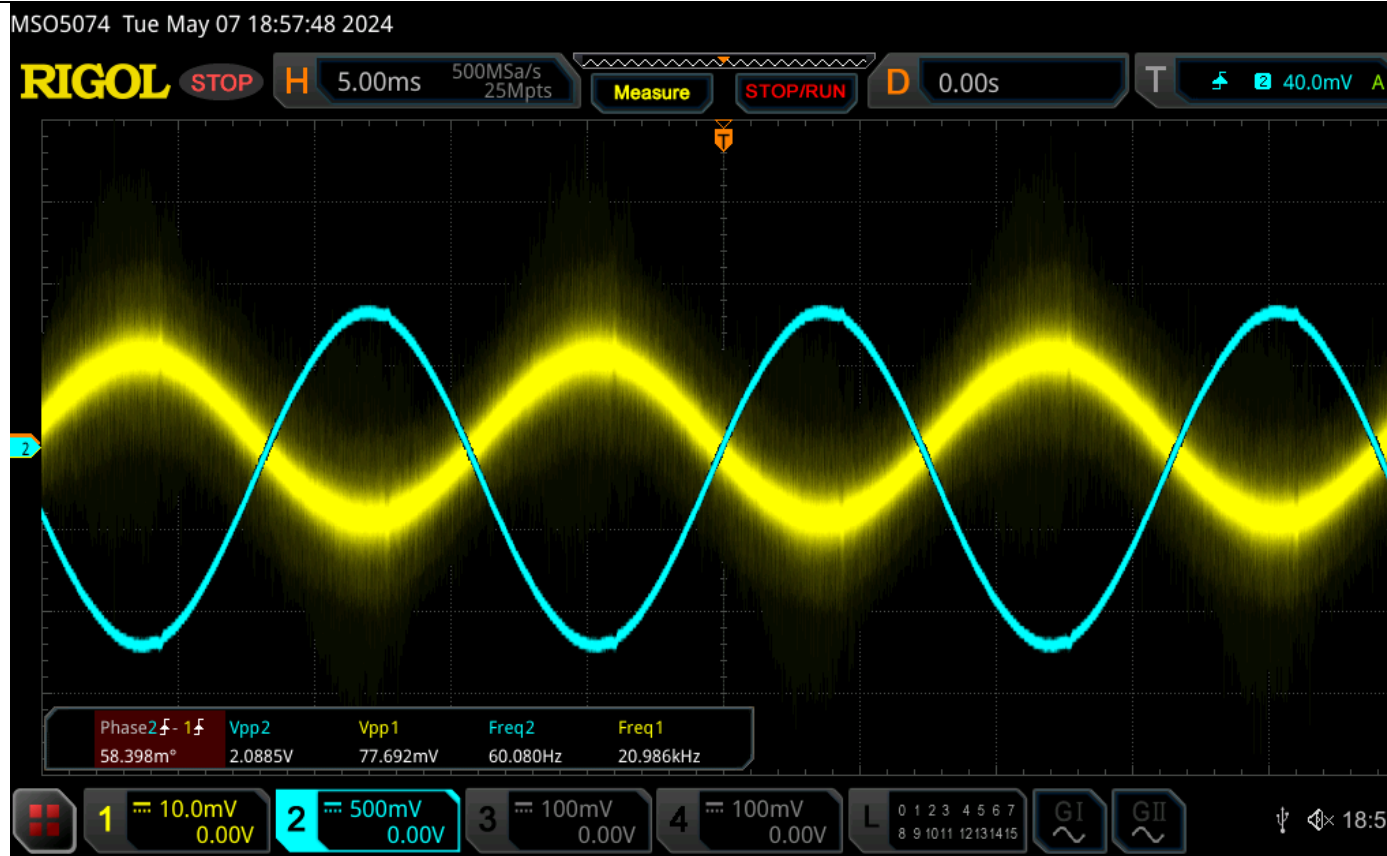 MSO5074 Tue May 07 18:57:48 2024
RIGOL STOP H 5.00ms 500MSa/s 25Mpts Measure STOP/RUN D 0.00s T 2 40.0mV A
T
2
Phase2 - 1 Vpp2 Vpp1 Freq2 Freq1
58.398m° 2.0885V 77.692mV 60.080Hz 20.986kHz
1 10.0mV 0.00V 2 500mV 0.00V 3 100mV 0.00V 4 100mV 0.00V L 0 1 2 3 4 5 6 7 8 9 10 11 12 13 14 15 GI GII 18:5